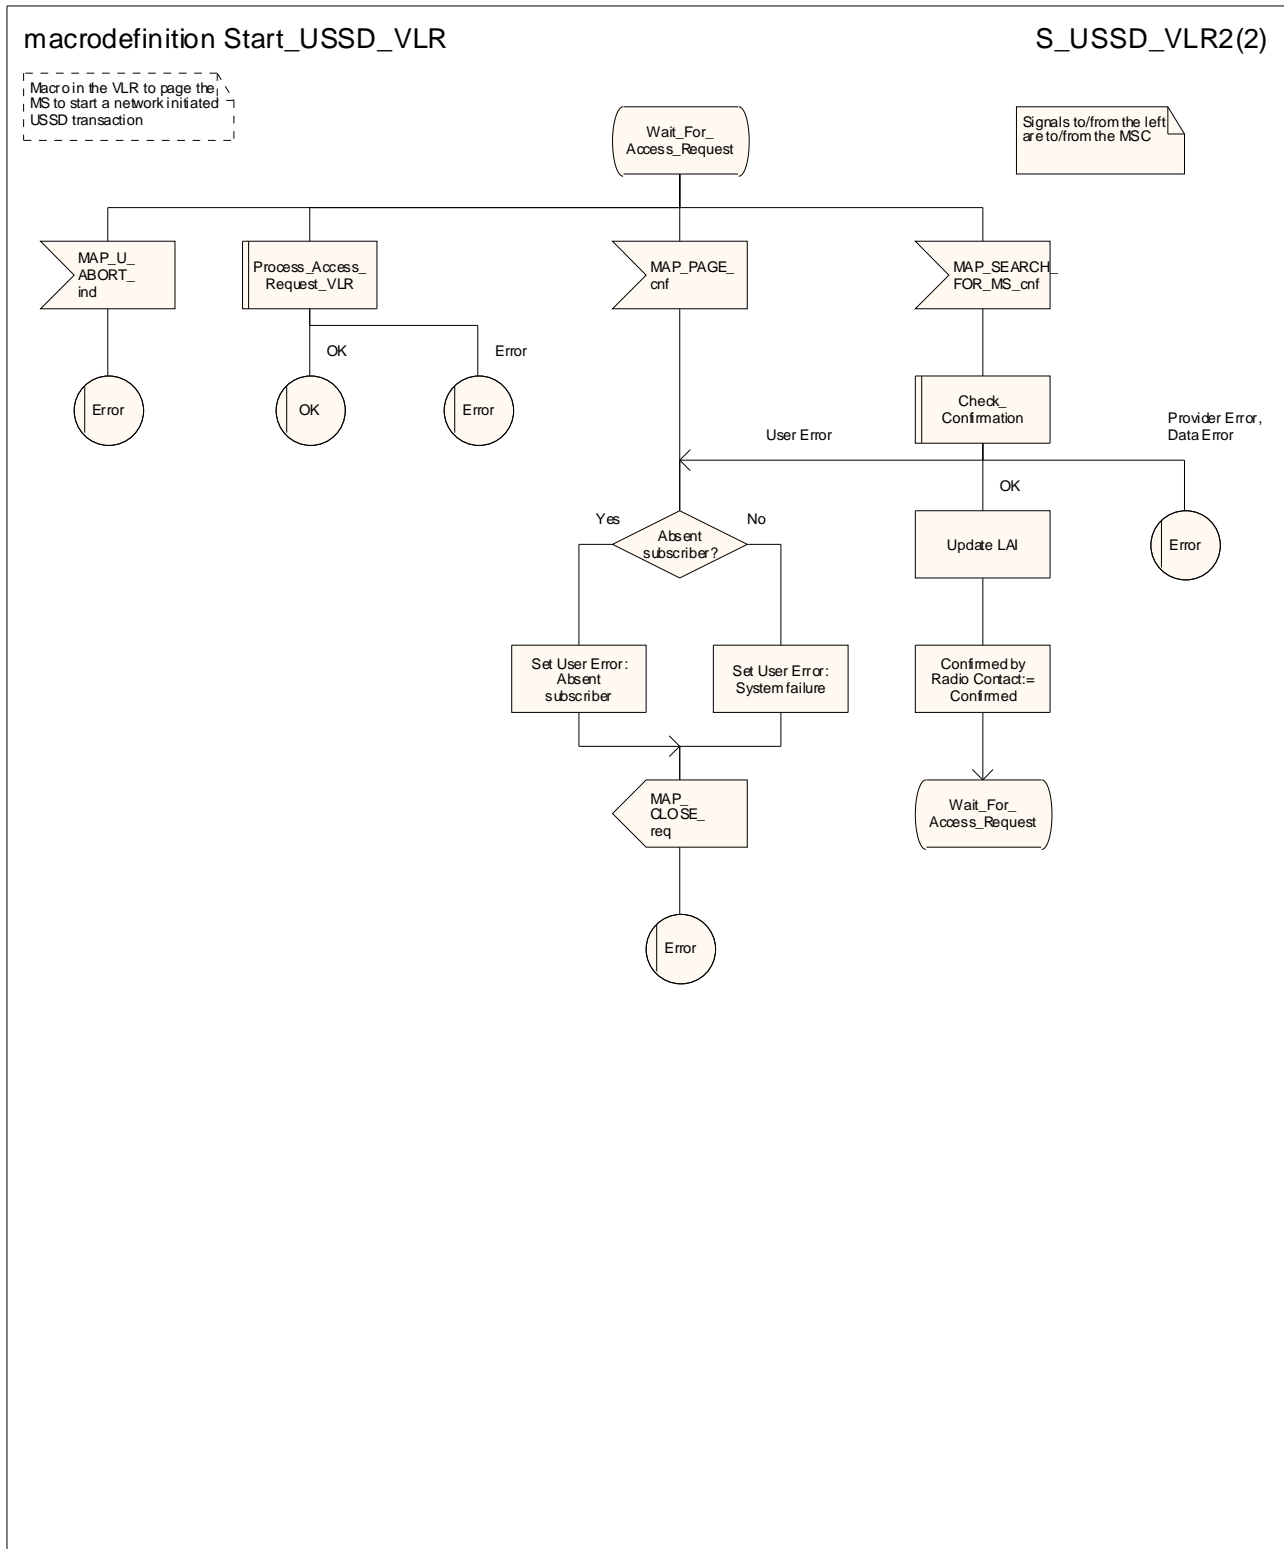 macrodefinition Start_USSD_VLR
S_USSD_VLR2(2)
Macro in the VLR to page the
MS to start a network initiated
USSD transaction
Wait_For_
Access_Request
Signals to/from the left
are to/from the MSC
MAP_U_
ABORT_
ind
Process_Access_
Request_VLR
MAP_PAGE_
cnf
MAP_SEARCH_
FOR_MS_cnf
OK
Error
Error
OK
Error
Check_
Confirmation
User Error
Provider Error,
Data Error
OK
Yes
No
Absent
subscriber?
Update LAI
Error
Set User Error:
Absent
subscriber
Set User Error:
System failure
Confirmed by
Radio Contact:=
Confirmed
MAP_
CLOSE_
req
Wait_For_
Access_Request
Error